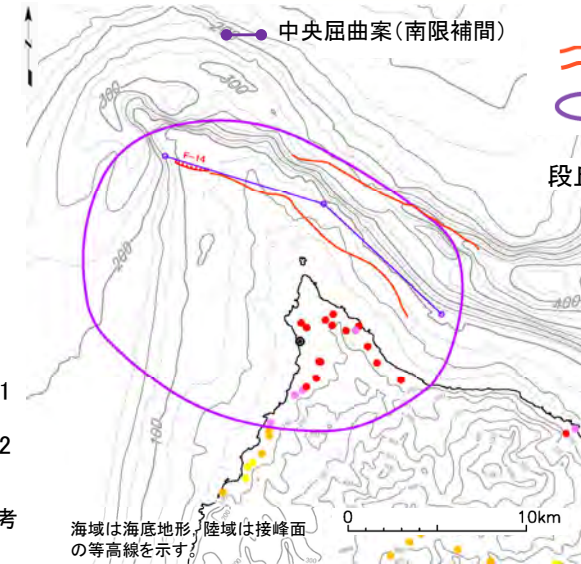 中央屈曲案(南限補間)
段丘
300
300
F-14
200
400
100
1
2
考
海域は海底地形，陸域は接峰面
の等高線を示す。
0 10km